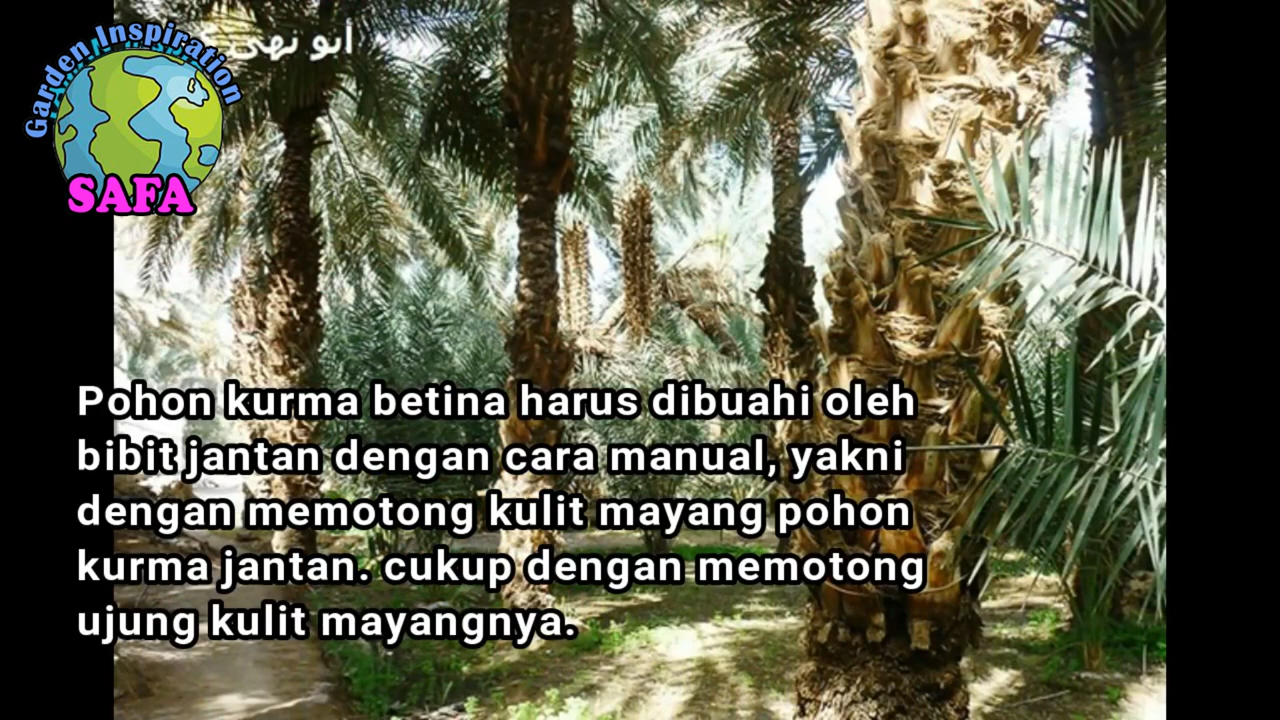 Garden Inspiration
SAFA
أبو نهى
Pohon kurma betina harus dibuahi oleh
bibit jantan dengan cara manual, yakni
dengan memotong kulit mayang pohon
kurma jantan. cukup dengan memotong
ujung kulit mayangnya.